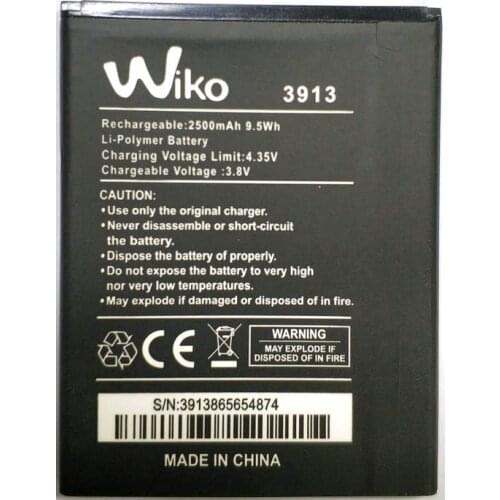 Wiko
3913
Rechargeable:2500mAh 9.5Wh
Li-Polymer Battery
Charging Voltage Limit:4.35V
Chargeable Voltage :3.8V
CAUTION:
•Use only the original charger.
•Never disassemble or short-circuit
the battery.
•Dispose the battery of properly.
•Do not expose the battery to very high
nor very low temperatures.
•May explode if damaged or disposed of in fire.
CE
WARNING
MAY EXPLODE IF
DISPOSED OF IN FIRE
S/N:3913865654874
MADE IN CHINA